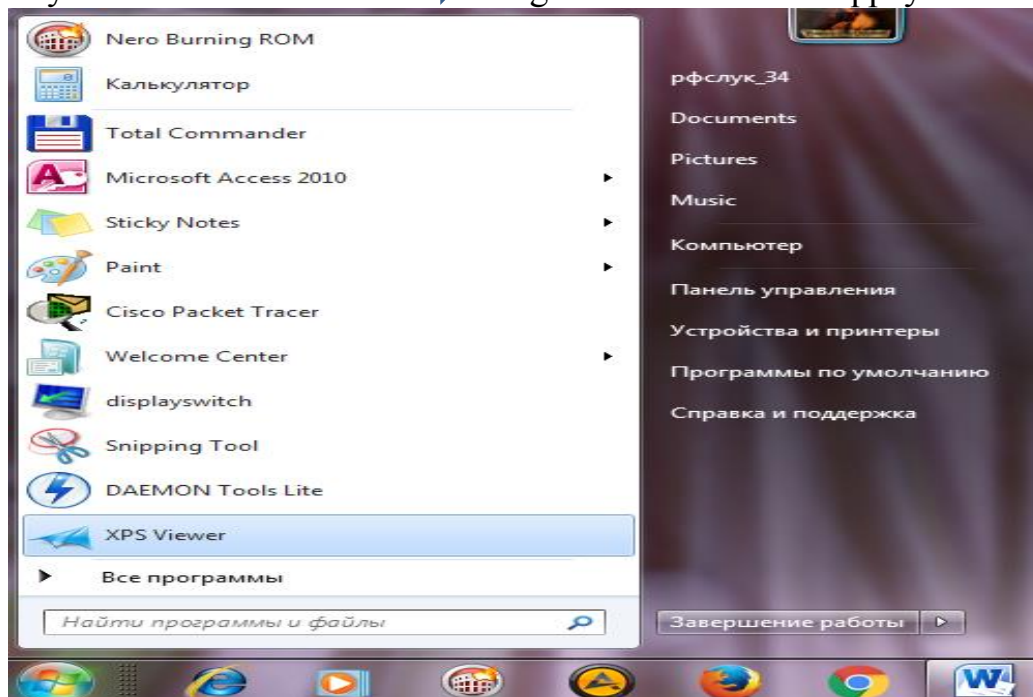 Nero Burning ROM
Калькулятор
Total Commander
Microsoft Access 2010
Sticky Notes
Paint
Cisco Packet Tracer
Welcome Center
displayswitch
Snipping Tool
DAEMON Tools Lite
XPS Viewer
Все программы
Найти программы и файлы
рфслук_34
Documents
Pictures
Music
Компьютер
Панель управления
Устройства и принтеры
Программы по умолчанию
Справка и поддержка
Завершение работы